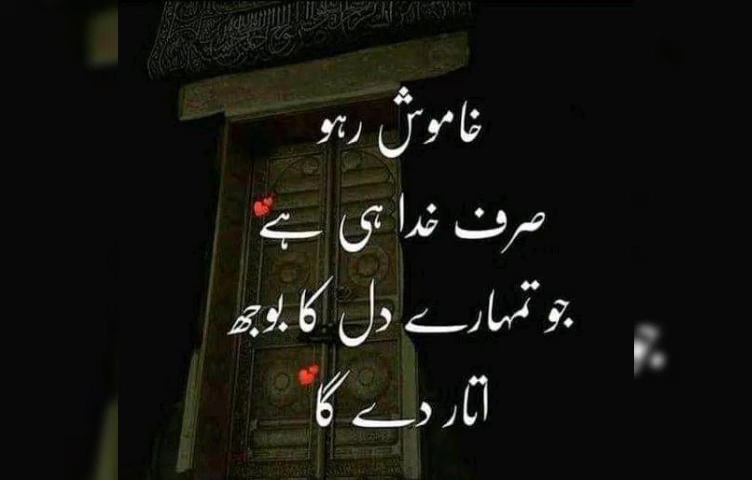 خاموش رہو
صرف خدا ہی ہے💕
جو تمہارے دل کا بوجھ
اتار دے گا💕